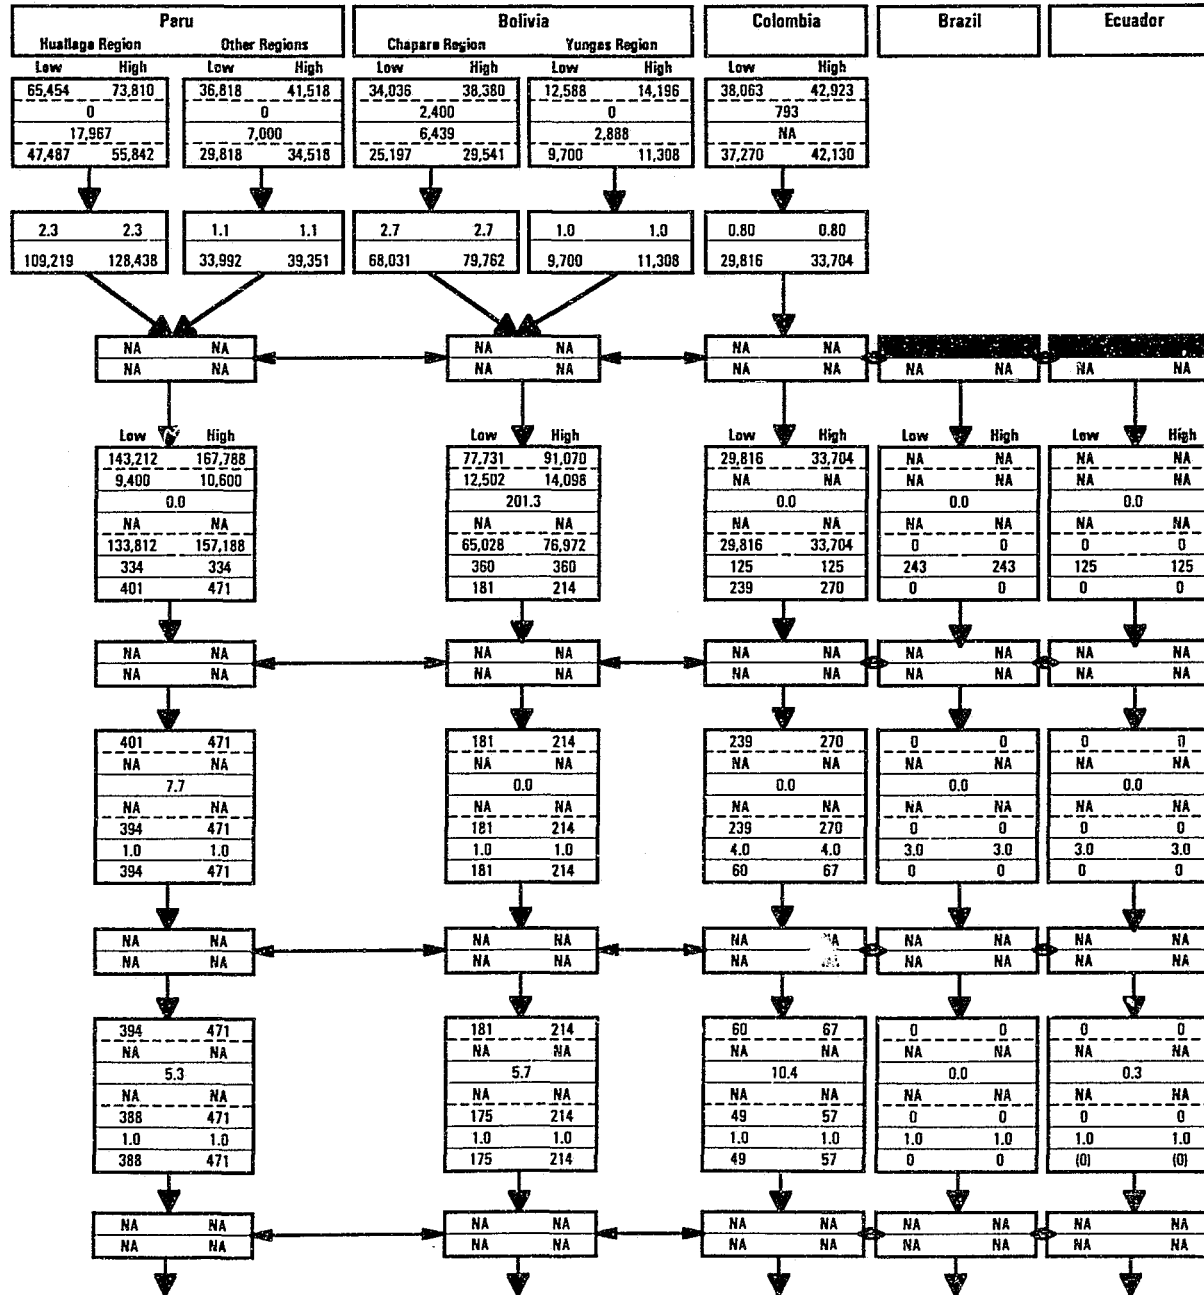 Peru Bolivia Colombia Brazil Ecuador
Huallaga Region Other Regions Chapare Region Yungas Region
Low High Low High Low High Low High Low High
65,454 73,810 36,818 41,518 34,036 38,380 12,588 14,196 38,063 42,923
0 0 2,400 0 793
17,967 7,000 6,439 2,888 NA
47,487 55,842 29,818 34,518 25,197 29,541 9,700 11,308 37,270 42,130
2.3 2.3 1.1 1.1 2.7 2.7 1.0 1.0 0.80 0.80
109,219 128,438 33,992 39,351 68,031 79,762 9,700 11,308 29,816 33,704
NA NA NA NA NA NA
NA NA NA NA NA NA NA NA NA NA
Low High Low High Low High Low High Low High
143,212 167,788 77,731 91,070 29,816 33,704 NA NA NA NA
9,400 10,600 12,502 14,098 NA NA NA NA NA NA
0.0 201.3 0.0 0.0 0.0
NA NA NA NA NA NA NA NA NA NA
133,812 157,188 65,028 76,972 29,816 33,704 0 0 0 0
334 334 360 360 125 125 243 243 125 125
401 471 181 214 239 270 0 0 0 0
NA NA NA NA NA NA NA NA NA NA
NA NA NA NA NA NA NA NA NA NA
401 471 181 214 239 270 0 0 0 0
NA NA NA NA NA NA NA NA NA NA
7.7 0.0 0.0 0.0 0.0
NA NA NA NA NA NA NA NA NA NA
394 471 181 214 239 270 0 0 0 0
1.0 1.0 1.0 1.0 4.0 4.0 3.0 3.0 3.0 3.0
394 471 181 214 60 67 0 0 0 0
NA NA NA NA NA NA NA NA NA NA
NA NA NA NA NA NA NA NA NA
394 471 181 214 60 67 0 0 0 0
NA NA NA NA NA NA NA NA NA NA
5.3 5.7 10.4 0.0 0.3
NA NA NA NA NA NA NA NA NA NA
388 471 175 214 49 57 0 0 0 0
1.0 1.0 1.0 1.0 1.0 1.0 1.0 1.0 1.0 1.0
388 471 175 214 49 57 0 0 (0) (0)
NA NA NA NA NA NA NA NA NA NA
NA NA NA NA NA NA NA NA NA NA